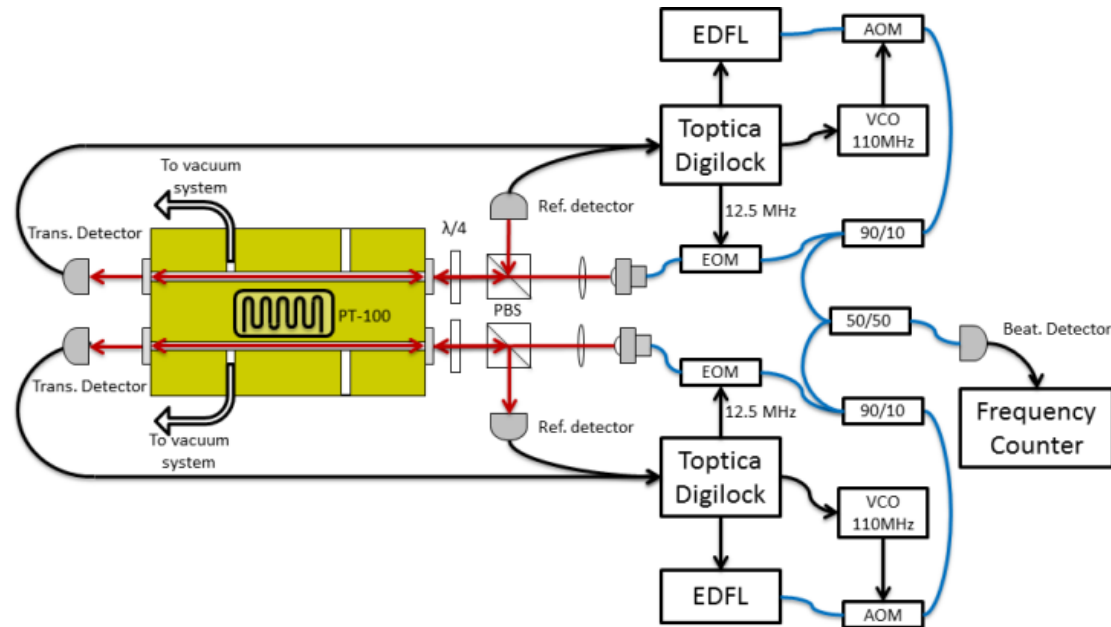 EDFL
AOM
Toptica
Digilock
VCO
110MHz
To vacuum
system
Ref. detector
12.5 MHz
λ/4
90/10
Trans. Detector
EOM
PBS
50/50
PT-100
Beat. Detector
Trans. Detector
EOM
12.5 MHz
90/10
Frequency
Counter
To vacuum
system
Ref. detector
Toptica
Digilock
VCO
110MHz
EDFL
AOM